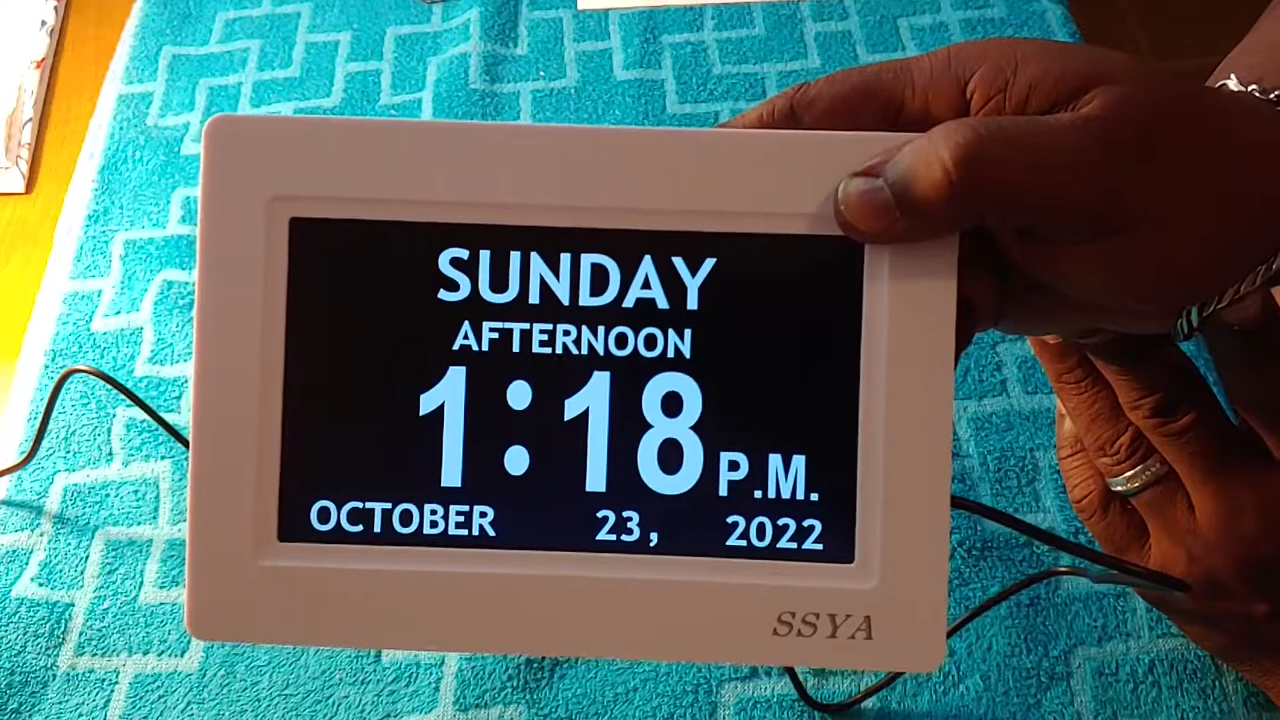 SUNDAY
AFTERNOON
1:18 P.M.
OCTOBER 23, 2022
SSYA